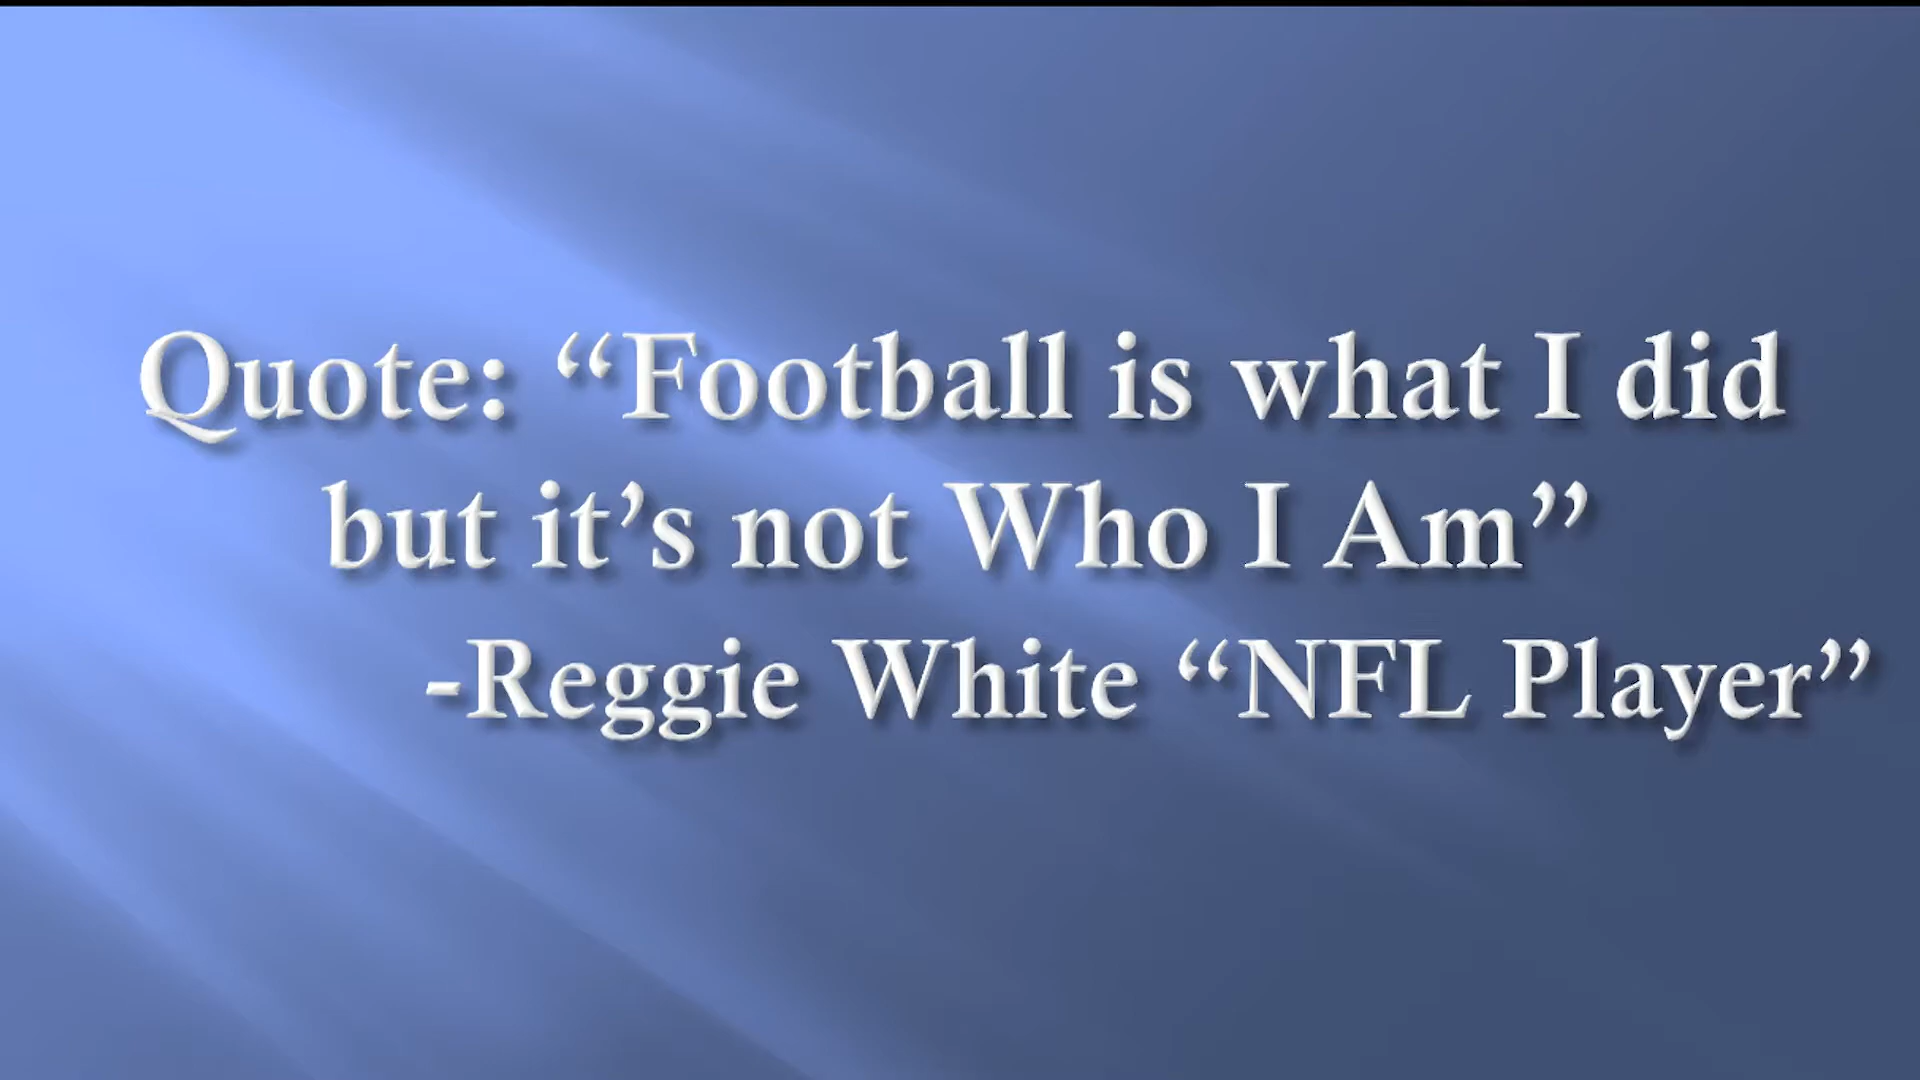 Quote: “Football is what I did
but it’s not Who I Am”
-Reggie White “NFL Player”